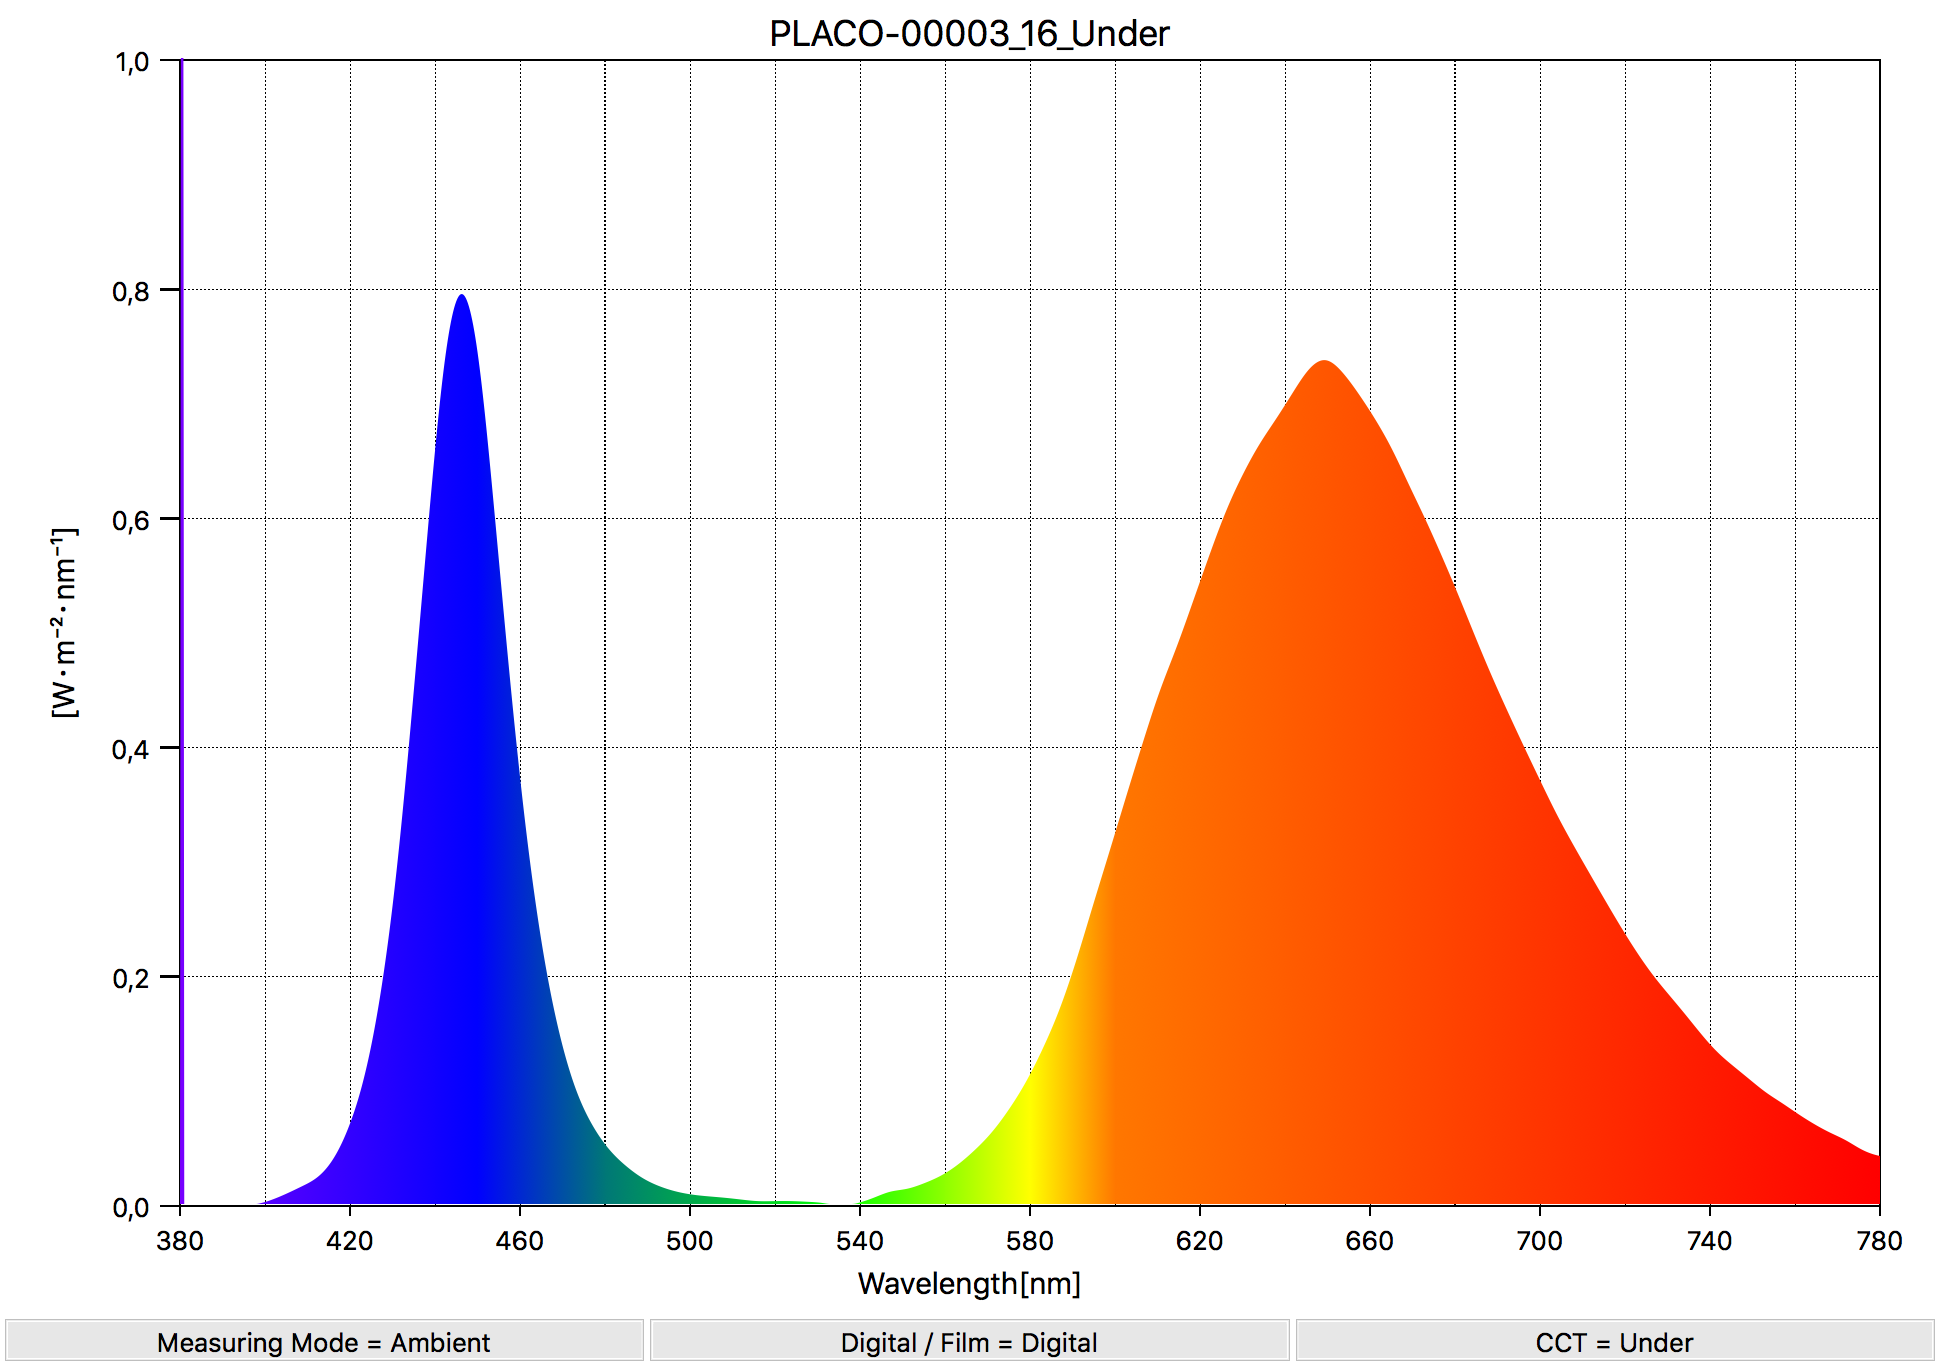 PLACO-00003_16_Under
1,0
0,8
0,6
0,4
0,2
0,0
[W·m⁻²·nm⁻¹]
380 420 460 500 540 580 620 660 700 740 780
Wavelength[nm]
Measuring Mode = Ambient
Digital / Film = Digital
CCT = Under